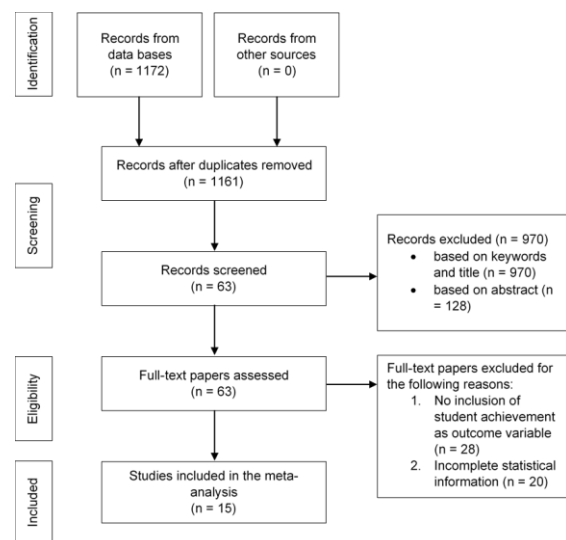 Identification
Records from
data bases
(n = 1172)
Records from
other sources
(n = 0)
Screening
Records after duplicates removed
(n = 1161)
Records screened
(n = 63)
Records excluded (n = 970)
• based on keywords
and title (n = 970)
• based on abstract (n
= 128)
Eligibility
Full-text papers assessed
(n = 63)
Full-text papers excluded for
the following reasons:
1. No inclusion of
student achievement
as outcome variable
(n = 28)
2. Incomplete statistical
information (n = 20)
Included
Studies included in the meta-
analysis
(n = 15)